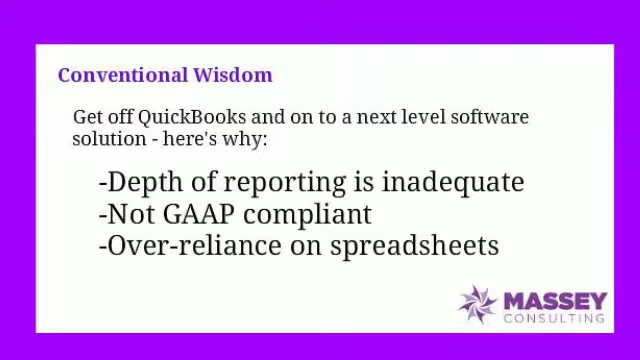 Conventional Wisdom
Get off QuickBooks and on to a next level software
solution - here's why:
-Depth of reporting is inadequate
-Not GAAP compliant
-Over-reliance on spreadsheets
MASSEY
CONSULTING